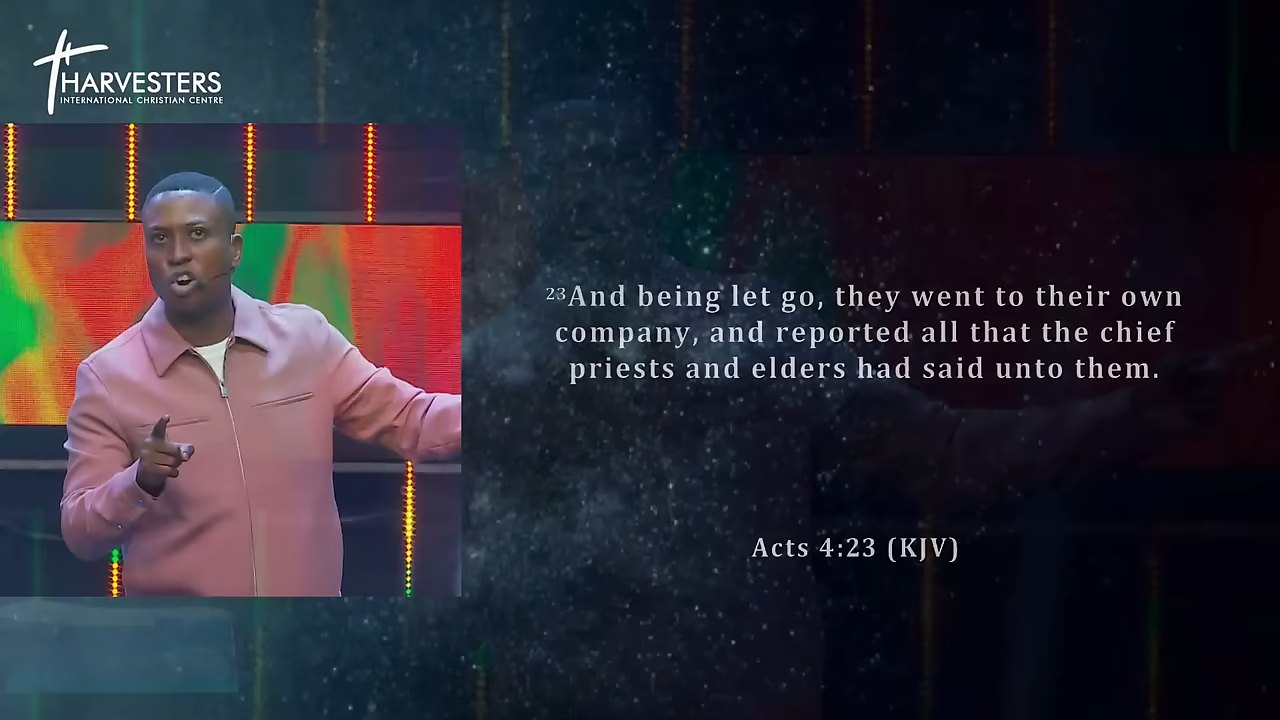 HARVESTERS
INTERNATIONAL CHRISTIAN CENTRE
23And being let go, they went to their own
company, and reported all that the chief
priests and elders had said unto them.
Acts 4:23 (KJV)